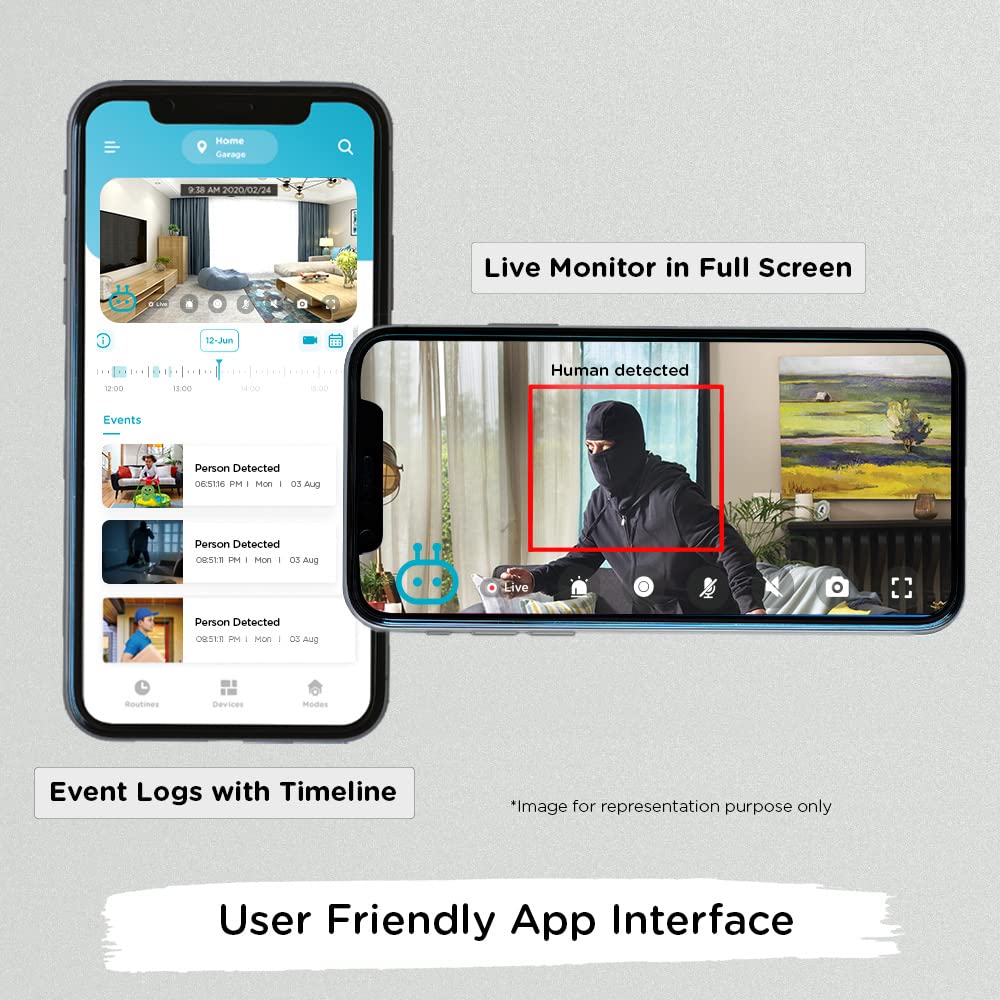 Home
Garage
9:38 AM 2020/02/24
Live
12-Jun
12:00 13:00 14:00 15:00
Events
Person Detected
06:51:16 PM | Mon | 03 Aug
Person Detected
08:51:11 PM | Mon | 03 Aug
Person Detected
08:51:11 PM | Mon | 03 Aug
Routines Devices Modes
Live Monitor in Full Screen
Human detected
Live
Event Logs with Timeline
*Image for representation purpose only
User Friendly App Interface